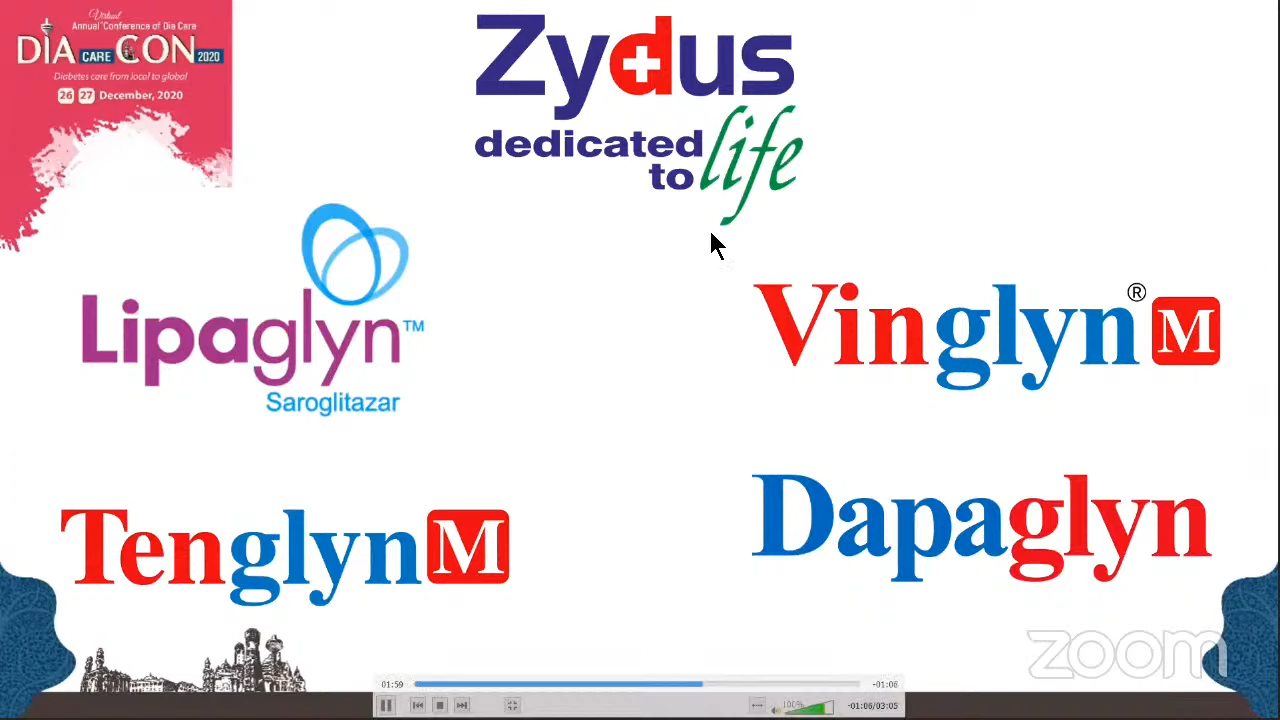 Virtual
Annual Conference of Dia Care
DIA CARE CON 2020
Diabetes care from local to global
26 27 December, 2020
Zydus
dedicated
to life
Lipaglyn™
Saroglitazar
Vinglyn® M
Tenglyn M
Dapaglyn
zoom
01:59
-01:06
100%
-01:06/03:05